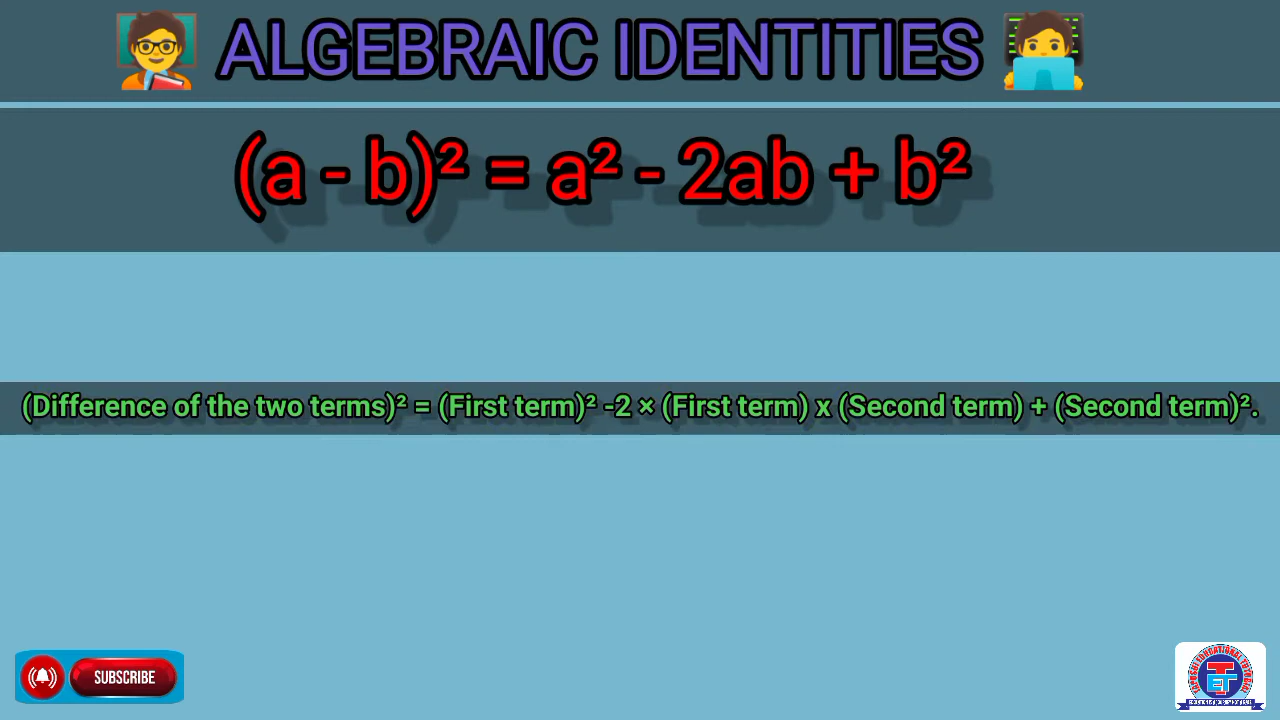 ALGEBRAIC IDENTITIES
(a - b)² = a² - 2ab + b²
(Difference of the two terms)² = (First term)² -2 × (First term) x (Second term) + (Second term)².
SUBSCRIBE
TEF